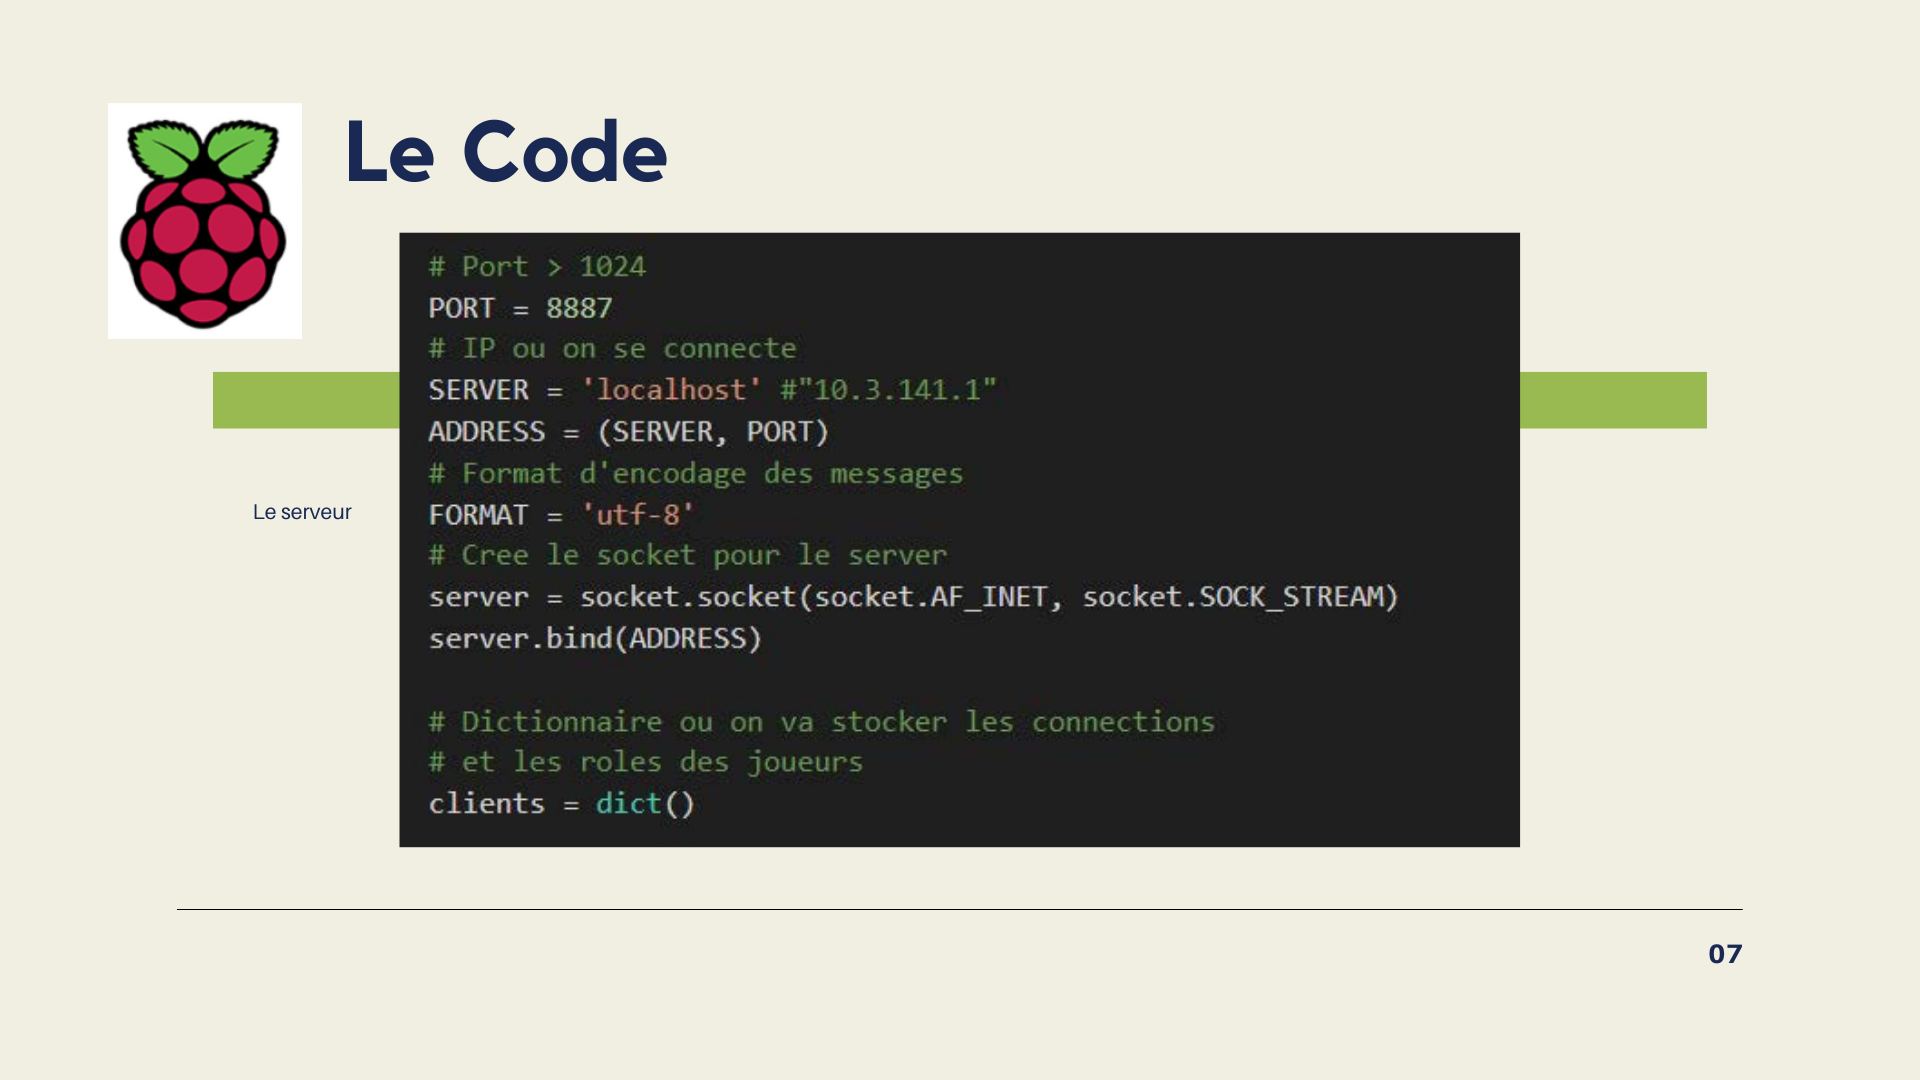 Le Code
# Port > 1024
PORT = 8887
# IP ou on se connecte
SERVER = 'localhost' #"10.3.141.1"
ADDRESS = (SERVER, PORT)
# Format d'encodage des messages
FORMAT = 'utf-8'
# Cree le socket pour le server
server = socket.socket(socket.AF_INET, socket.SOCK_STREAM)
server.bind(ADDRESS)
# Dictionnaire ou on va stocker les connections
# et les roles des joueurs
clients = dict()
Le serveur
07